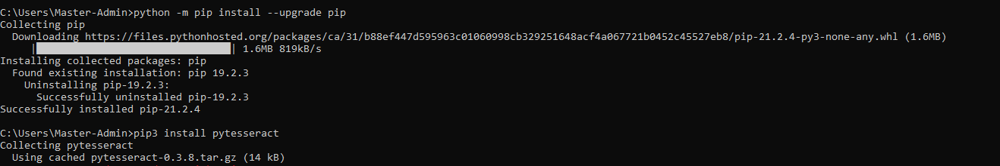 C:\Users\Master-Admin>python -m pip install --upgrade pip
Collecting pip
  Downloading https://files.pythonhosted.org/packages/ca/31/b88ef447d595963c01060998cb329251648acf4a067721b0452c45527eb8/pip-21.2.4-py3-none-any.whl (1.6MB)
     |████████████████████████████████| 1.6MB 819kB/s
Installing collected packages: pip
  Found existing installation: pip 19.2.3
    Uninstalling pip-19.2.3:
      Successfully uninstalled pip-19.2.3
Successfully installed pip-21.2.4
C:\Users\Master-Admin>pip3 install pytesseract
Collecting pytesseract
  Using cached pytesseract-0.3.8.tar.gz (14 kB)